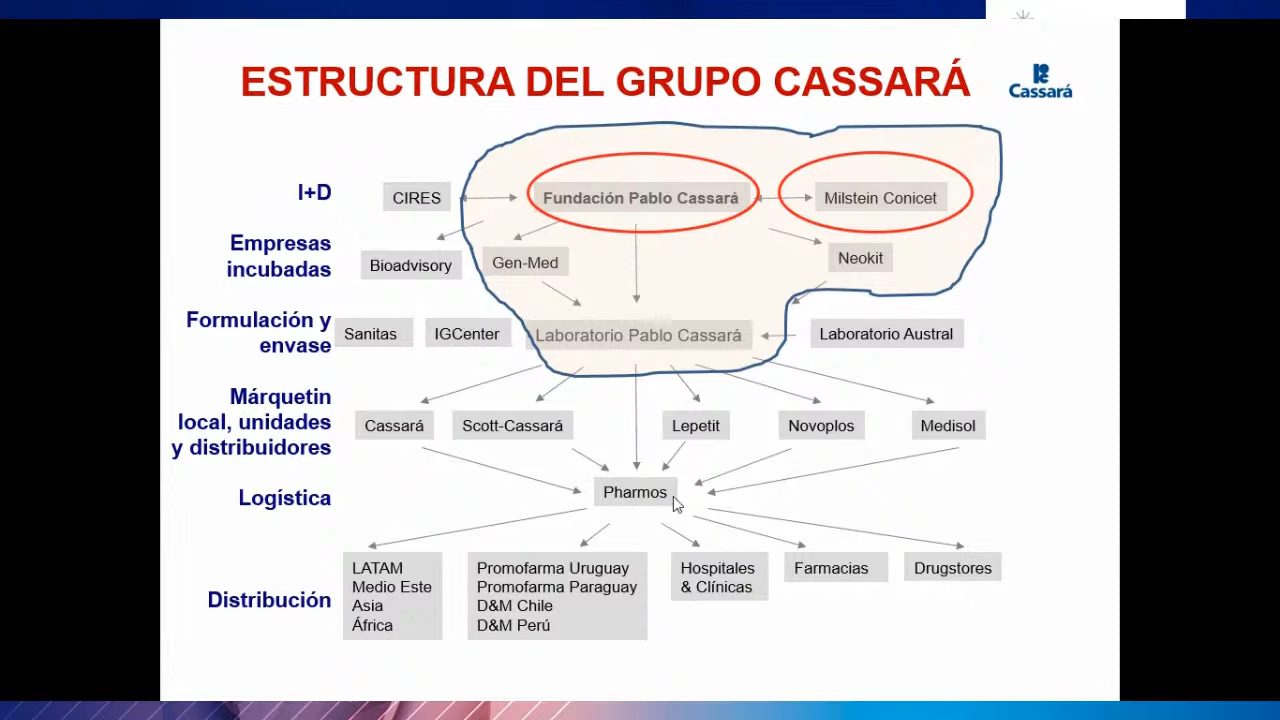 ESTRUCTURA DEL GRUPO CASSARÁ
Cassará
I+D
CIRES
Fundación Pablo Cassará
Milstein Conicet
Empresas
incubadas
Bioadvisory
Gen-Med
Neokit
Formulación y
envase
Sanitas
IGCenter
Laboratorio Pablo Cassará
Laboratorio Austral
Márquetin
local, unidades
y distribuidores
Cassará
Scott-Cassará
Lepetit
Novoplos
Medisol
Logística
Pharmos
Distribución
LATAM
Medio Este
Asia
África
Promofarma Uruguay
Promofarma Paraguay
D&M Chile
D&M Perú
Hospitales
& Clínicas
Farmacias
Drugstores